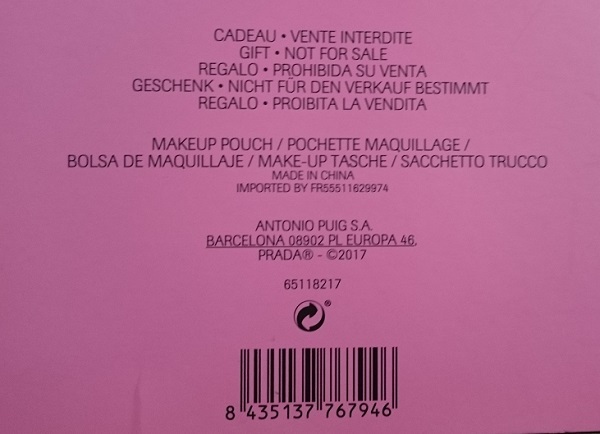 CADEAU • VENTE INTERDITE
GIFT • NOT FOR SALE
REGALO • PROHIBIDA SU VENTA
GESCHENK • NICHT FÜR DEN VERKAUF BESTIMMT
REGALO • PROIBITA LA VENDITA
MAKEUP POUCH / POCHETTE MAQUILLAGE /
BOLSA DE MAQUILLAJE / MAKE-UP TASCHE / SACCHETTO TRUCCO
MADE IN CHINA
IMPORTED BY FR55511629974
ANTONIO PUIG S.A.
BARCELONA 08902 PL EUROPA 46,
PRADA® - ©2017
65118217
®
8 435137 767946